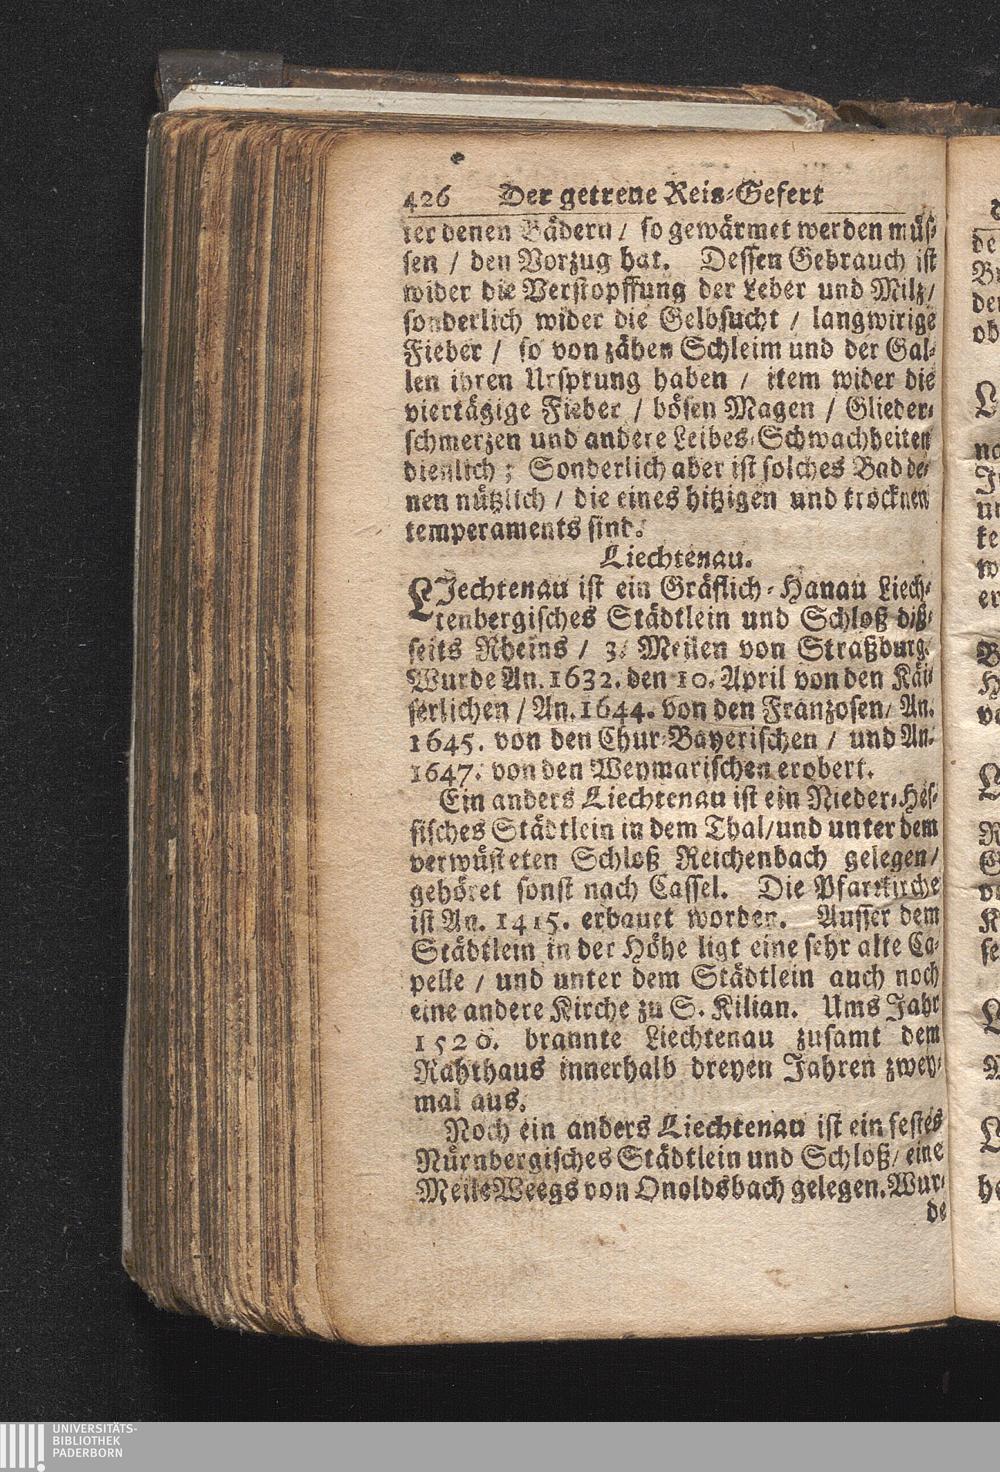 426 Der getreue Reis-Gefert
ter denen Bädern / so gewärmet werden müs-
sen / den Vorzug hat. Dessen Gebrauch ist
wider die Verstopffung der Leber und Miltz /
sonderlich wider die Gelbsucht / langwirige
Fieber / so von zähen Schleim und der Gal-
len ihren Ursprung haben / item wider die
viertägige Fieber / bösen Magen / Glieder-
schmerzen und andere Leibes-Schwachheiten
dienlich; Sonderlich aber ist solches Bad de-
nen nützlich / die eines hitzigen und trocknen
temperaments sind.
Liechtenau.
LJechtenau ist ein Gräflich-Hanau Liech-
tenbergisches Städtlein und Schloß diß-
seits Rheins / 3. Meilen von Straßburg.
Wurde An. 1632. den 10. April von den Käi-
serlichen / An. 1644. von den Franzosen / An.
1645. von den Chur-Bayerischen / und An.
1647. von den Weymarischen erobert.
Ein anders Liechtenau ist ein Nieder-Hes-
sisches Städtlein in dem Thal / und unter dem
verwüsteten Schloß Reichenbach gelegen /
gehöret sonst nach Cassel. Die Pfarrkirche
ist An. 1415. erbauet worden. Ausser dem
Städtlein in der Höhe ligt eine sehr alte Ca-
pelle / und unter dem Städtlein auch noch
eine andere Kirche zu S. Kilian. Ums Jahr
1520. brannte Liechtenau zusamt dem
Rahthaus innerhalb dreyen Jahren zwey-
mal aus.
Noch ein anders Liechtenau ist ein festes
Nürnbergisches Städtlein und Schloß / eine
Meile Weegs von Onoldsbach gelegen. Wur-
de
UNIVERSITÄTS-
BIBLIOTHEK
PADERBORN